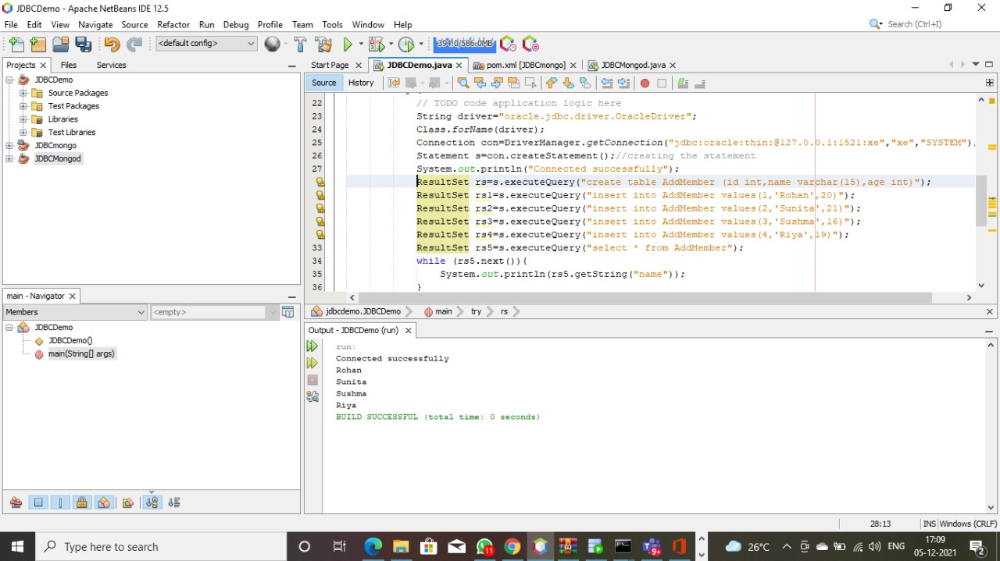 JDBCDemo - Apache NetBeans IDE 12.5
File Edit View Navigate Source Refactor Run Debug Profile Team Tools Window Help
Search (Ctrl+I)
<default config>
394.0/586.0MB
Projects Files Services
JDBCDemo
Source Packages
Test Packages
Libraries
Test Libraries
JDBCmongo
JDBCMongod
Start Page JDBCDemo.java pom.xml [JDBCmongo] JDBCMongod.java
Source History
22 // TODO code application logic here
23 String driver="oracle.jdbc.driver.OracleDriver";
24 Class.forName(driver);
25 Connection con=DriverManager.getConnection("jdbc:oracle:thin:@127.0.0.1:1521:xe","xe","SYSTEM").
26 Statement s=con.createStatement();//creating the statement
27 System.out.println("Connected successfully");
ResultSet rs=s.executeQuery("create table AddMember (id int,name varchar(15),age int)");
ResultSet rs1=s.executeQuery("insert into AddMember values(1,'Rohan',20)");
ResultSet rs2=s.executeQuery("insert into AddMember values(2,'Sunita',21)");
ResultSet rs3=s.executeQuery("insert into AddMember values(3,'Sushma',16)");
ResultSet rs4=s.executeQuery("insert into AddMember values(4,'Riya',19)");
33 ResultSet rs5=s.executeQuery("select * from AddMember");
34 while (rs5.next()){
35 System.out.println(rs5.getString("name"));
36 }
jdbcdemo.JDBCDemo main try rs
main - Navigator
Members <empty>
JDBCDemo
JDBCDemo()
main(String[] args)
Output - JDBCDemo (run)
run:
Connected successfully
Rohan
Sunita
Sushma
Riya
BUILD SUCCESSFUL (total time: 0 seconds)
28:13 INS Windows (CRLF)
Type here to search
11
9+
26°C
ENG
17:09
05-12-2021
2